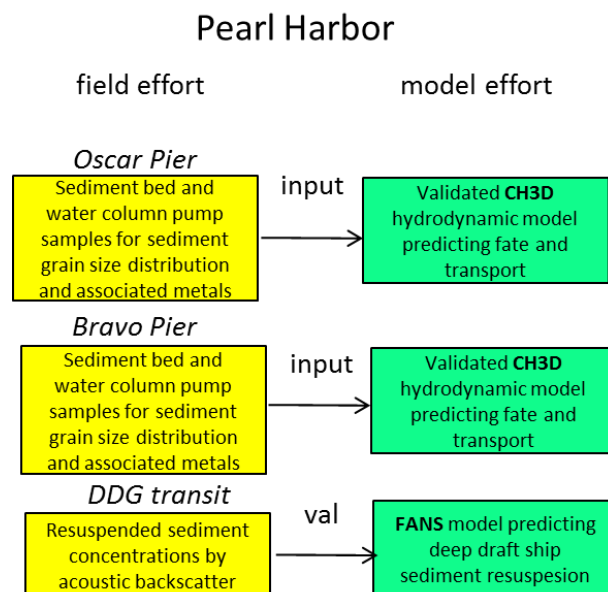 Pearl Harbor
field effort
model effort
Oscar Pier
Sediment bed and
water column pump
samples for sediment
grain size distribution
and associated metals
input
Validated CH3D
hydrodynamic model
predicting fate and
transport
Bravo Pier
Sediment bed and
water column pump
samples for sediment
grain size distribution
and associated metals
input
Validated CH3D
hydrodynamic model
predicting fate and
transport
DDG transit
Resuspended sediment
concentrations by
acoustic backscatter
val
FANS model predicting
deep draft ship
sediment resuspesion